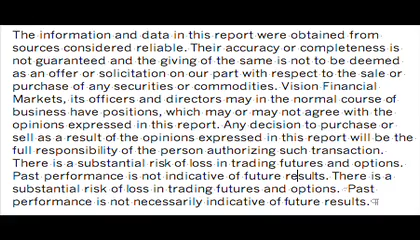 The information and data in this report were obtained from
sources considered reliable. Their accuracy or completeness is
not guaranteed and the giving of the same is not to be deemed
as an offer or solicitation on our part with respect to the sale or
purchase of any securities or commodities. Vision Financial
Markets, its officers and directors may in the normal course of
business have positions, which may or may not agree with the
opinions expressed in this report. Any decision to purchase or
sell as a result of the opinions expressed in this report will be the
full responsibility of the person authorizing such transaction.
There is a substantial risk of loss in trading futures and options.
Past performance is not indicative of future results. There is a
substantial risk of loss in trading futures and options. Past
performance is not necessarily indicative of future results.¶